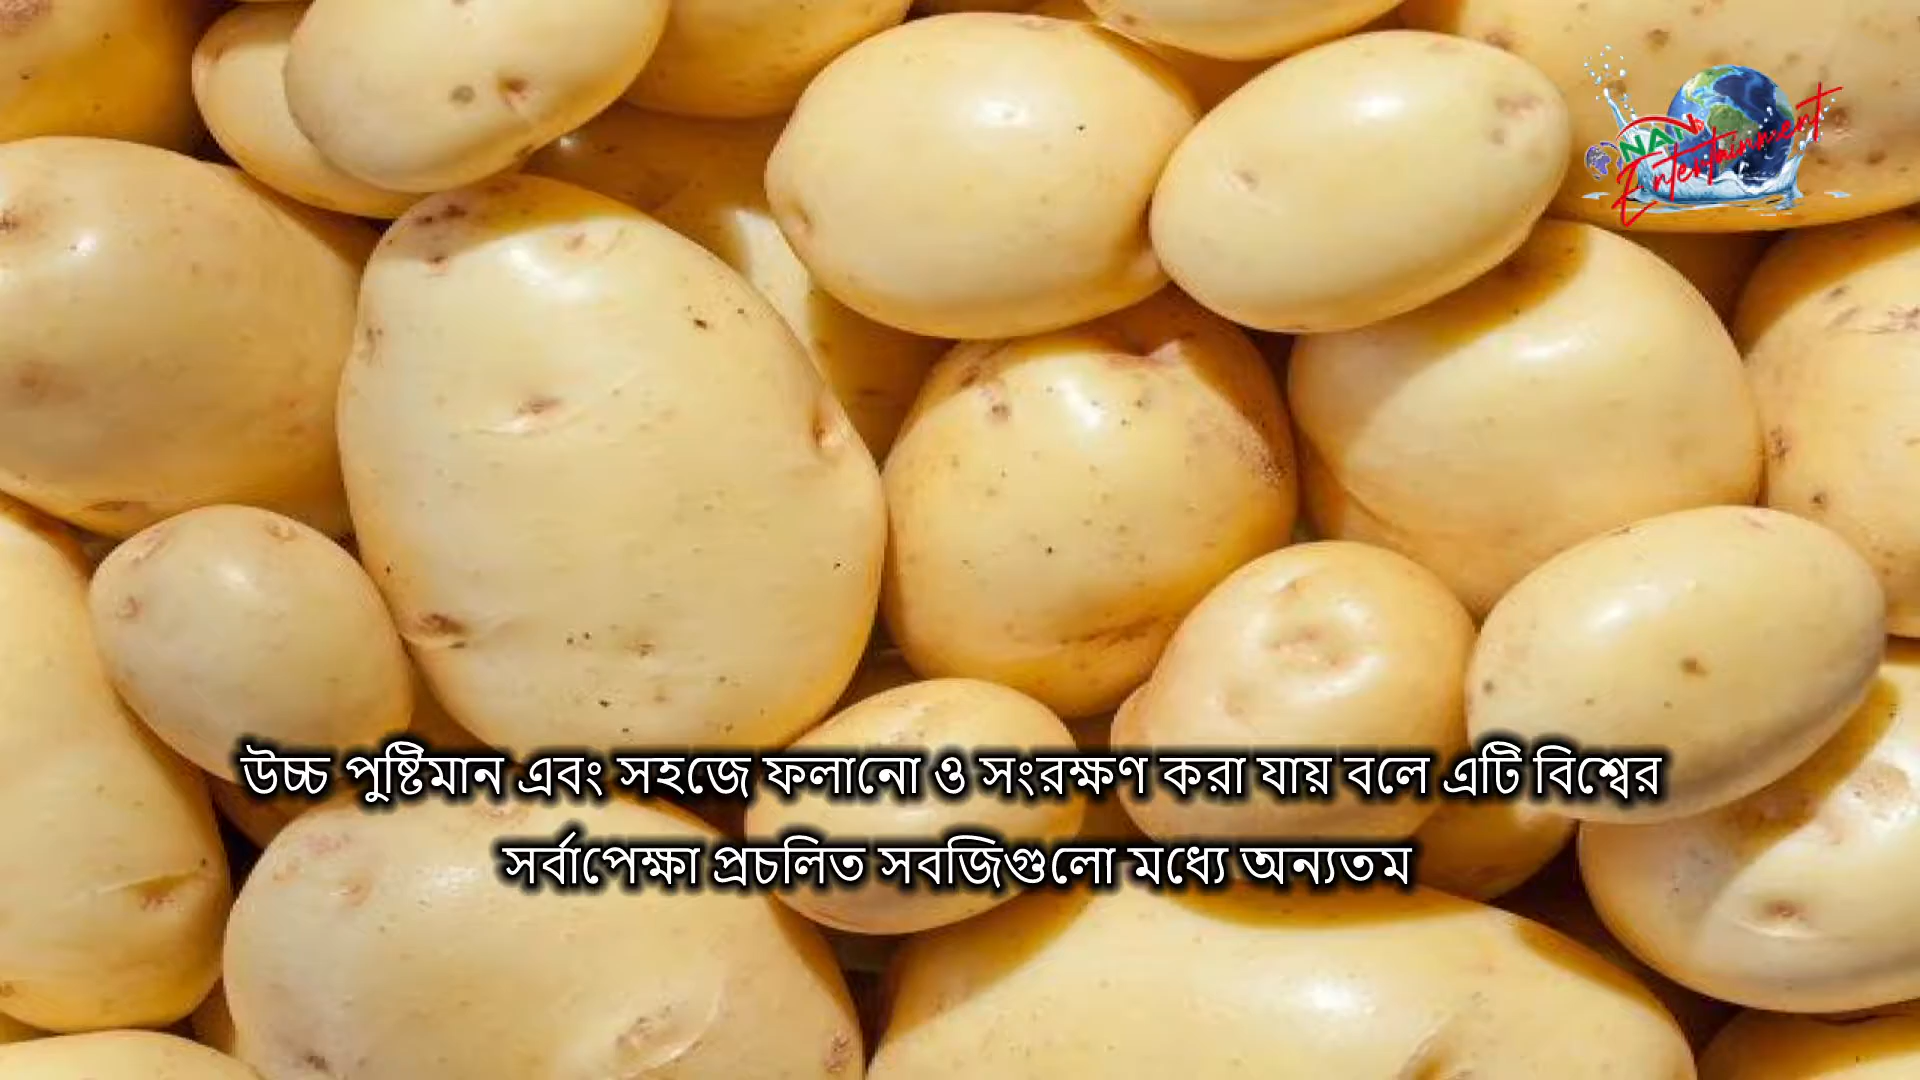 NAN
Entertainment
উচ্চ পুষ্টিমান এবং সহজে ফলানো ও সংরক্ষণ করা যায় বলে এটি বিশ্বের
সর্বাপেক্ষা প্রচলিত সবজিগুলো মধ্যে অন্যতম